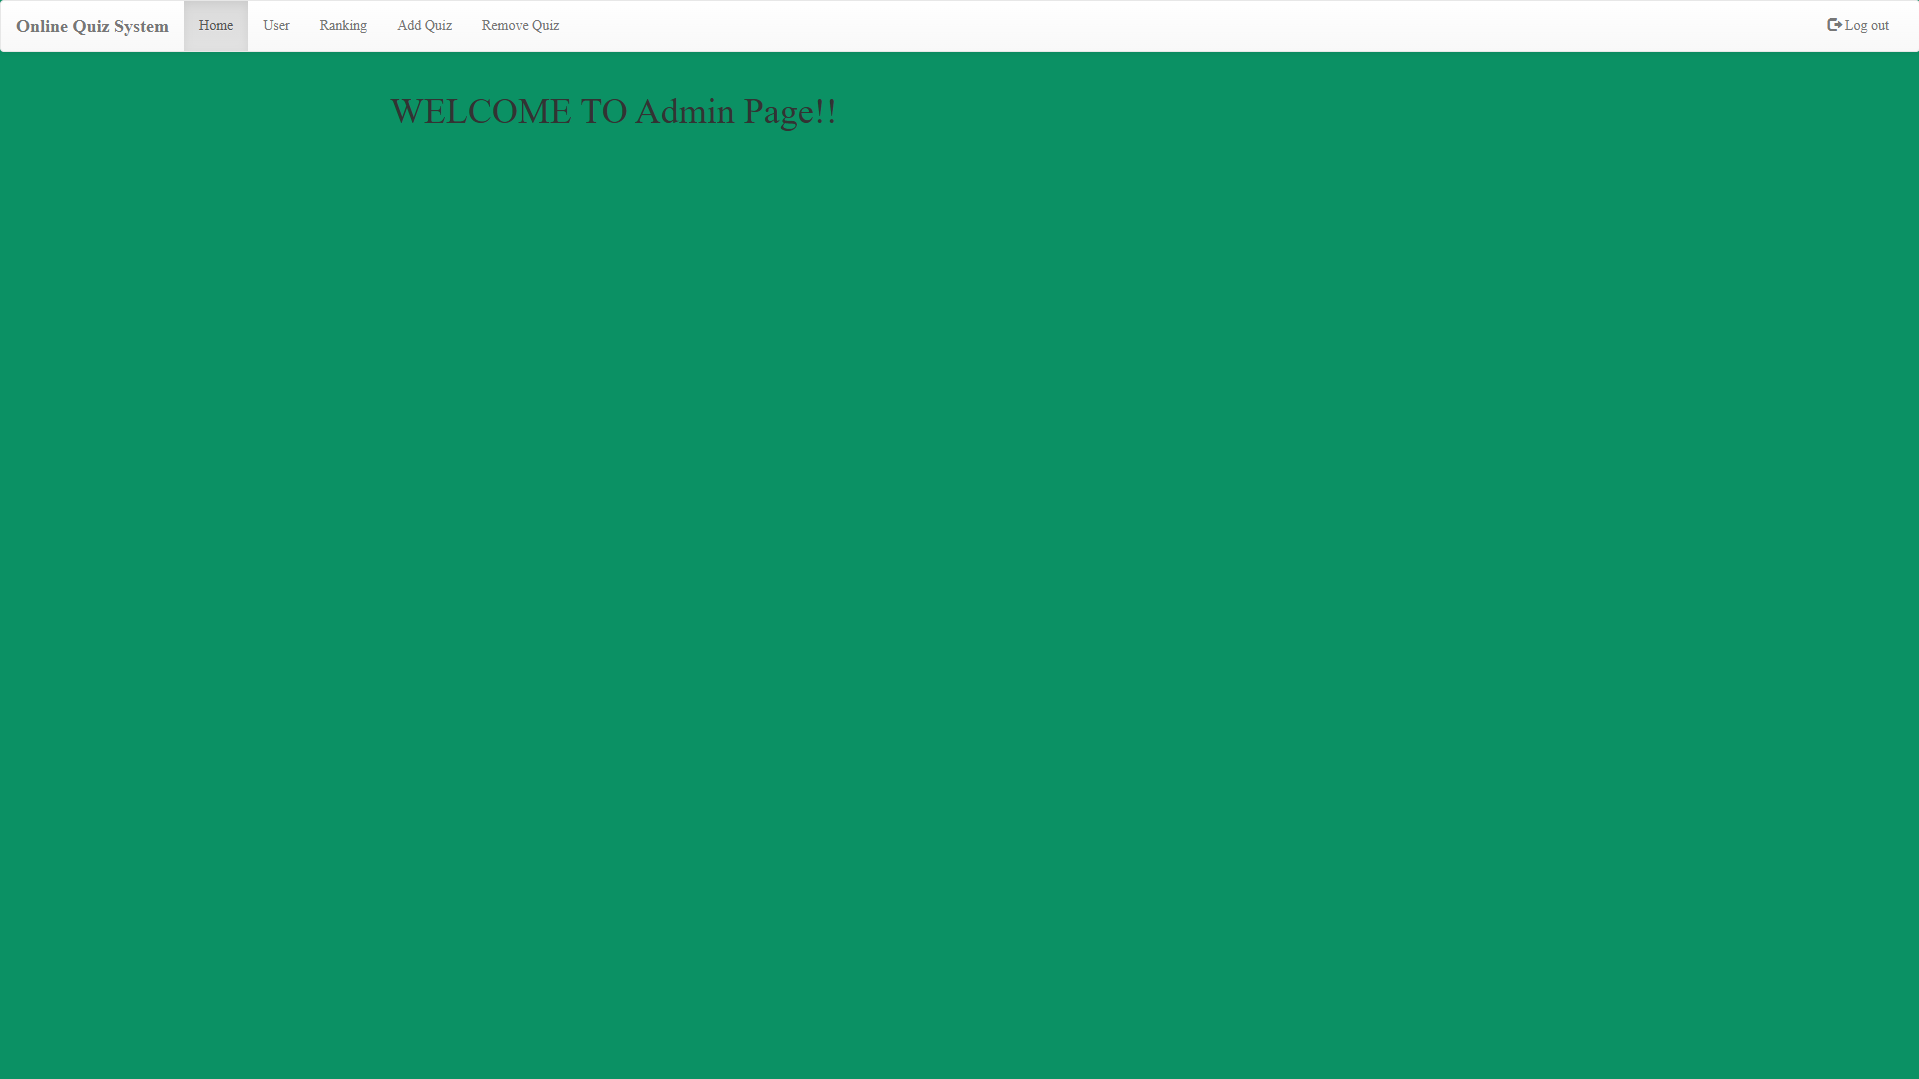 Online Quiz System Home User Ranking Add Quiz Remove Quiz Log out
WELCOME TO Admin Page!!